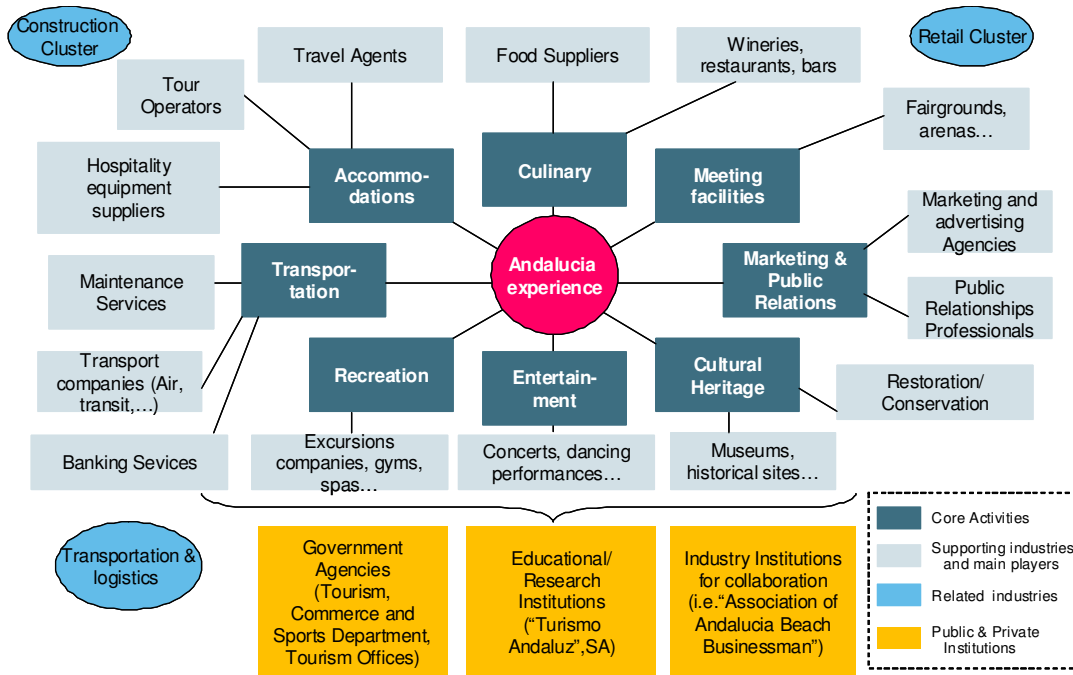 Construction
Cluster
Travel Agents
Food Suppliers
Wineries,
restaurants, bars
Retail Cluster
Tour
Operators
Fairgrounds,
arenas…
Hospitality
equipment
suppliers
Accommo-
dations
Culinary
Meeting
facilities
Marketing and
advertising
Agencies
Maintenance
Services
Transpor-
tation
Andalucia
experience
Marketing &
Public
Relations
Public
Relationships
Professionals
Transport
companies (Air,
transit,…)
Recreation
Entertain-
ment
Cultural
Heritage
Restoration/
Conservation
Banking Sevices
Excursions
companies, gyms,
spas…
Concerts, dancing
performances…
Museums,
historical sites…
Transportation &
logistics
Government
Agencies
(Tourism,
Commerce and
Sports Department,
Tourism Offices)
Educational/
Research
Institutions
(“Turismo
Andaluz”,SA)
Industry Institutions
for collaboration
(i.e.“Association of
Andalucia Beach
Businessman”)
Core Activities
Supporting industries
and main players
Related industries
Public & Private
Institutions